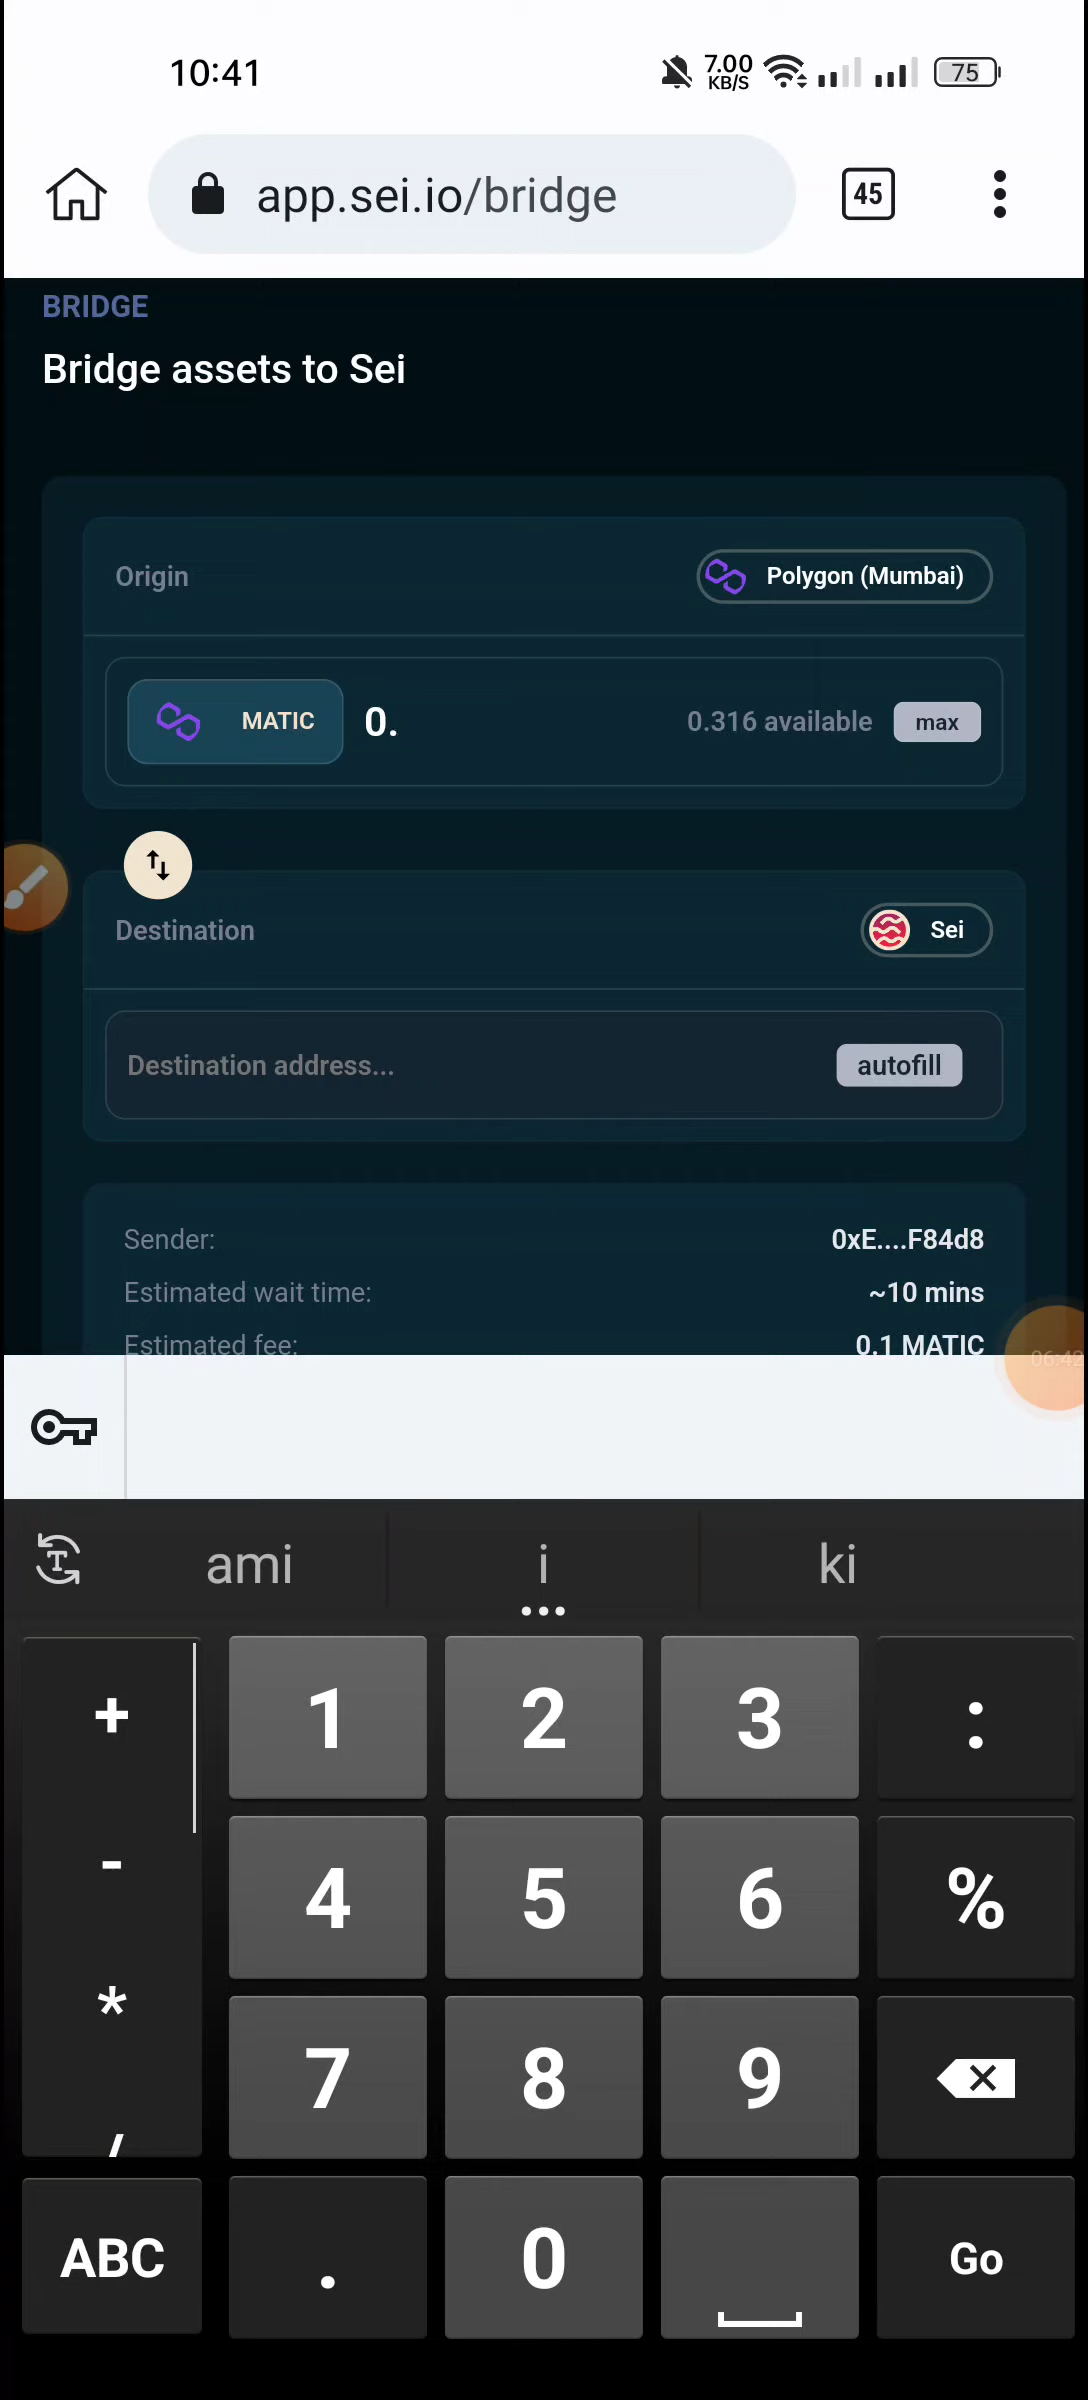 10:41
7.00
KB/S
75
app.sei.io/bridge
45
BRIDGE
Bridge assets to Sei
Origin
Polygon (Mumbai)
MATIC
0.
0.316 available
max
Destination
Sei
Destination address...
autofill
Sender:
0xE....F84d8
Estimated wait time:
~10 mins
Estimated fee:
0.1 MATIC
06:42
T
ami
i
ki
+
1
2
3
:
-
4
5
6
%
*
7
8
9
/
ABC
.
0
Go